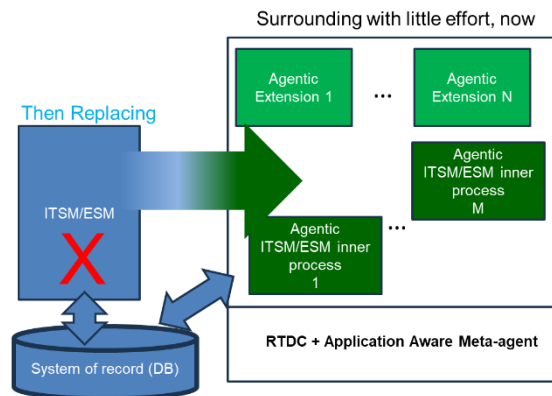 Surrounding with little effort, now
Agentic
Extension 1
...
Agentic
Extension N
Then Replacing
ITSM/ESM
X
Agentic
ITSM/ESM inner
process
M
...
Agentic
ITSM/ESM inner
process
1
System of record (DB)
RTDC + Application Aware Meta-agent